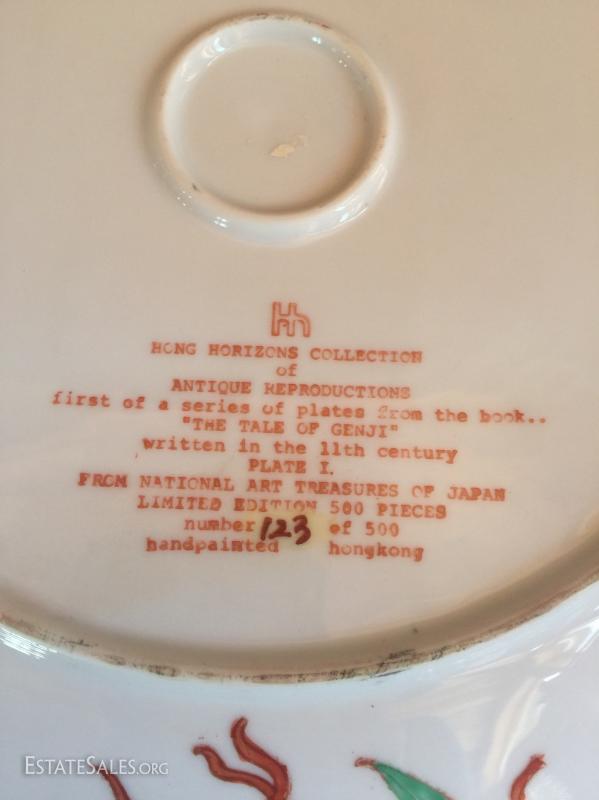 Hh
HONG HORIZONS COLLECTION
of
ANTIQUE REPRODUCTIONS
first of a series of plates from the book..
"THE TALE OF GENJI"
written in the 11th century
PLATE I.
FROM NATIONAL ART TREASURES OF JAPAN
LIMITED EDITION 500 PIECES
number 123 of 500
handpainted hongkong
ESTATESALES.ORG